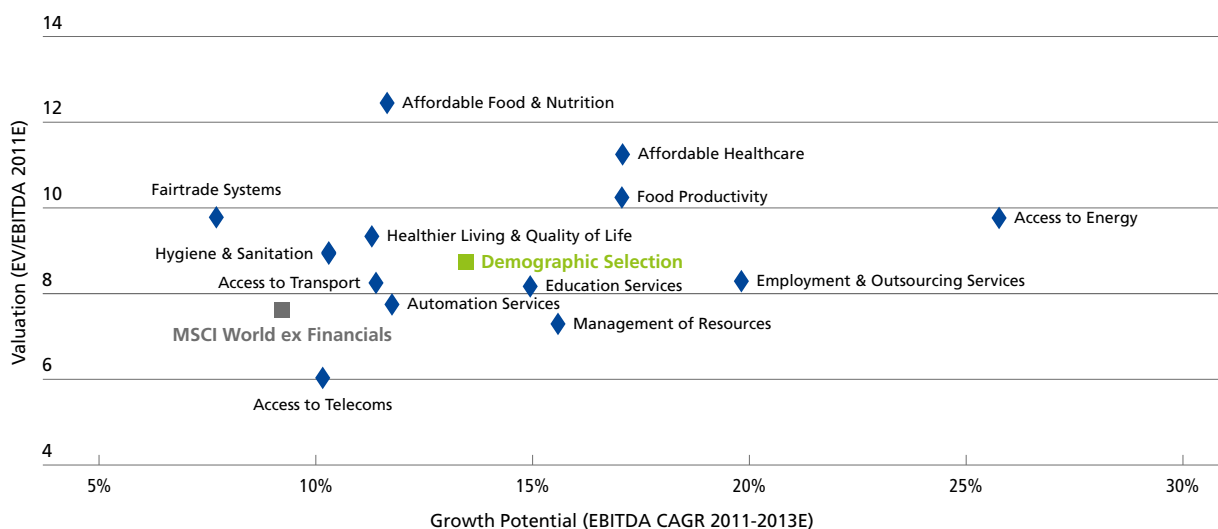 14
Affordable Food & Nutrition
12
Affordable Healthcare
Fairtrade Systems
Food Productivity
10
Access to Energy
Healthier Living & Quality of Life
Hygiene & Sanitation
Demographic Selection
Access to Transport
Education Services
Employment & Outsourcing Services
8
Automation Services
Management of Resources
MSCI World ex Financials
6
Access to Telecoms
4
5%
10%
15%
20%
25%
30%
Valuation (EV/EBITDA 2011E)
Growth Potential (EBITDA CAGR 2011-2013E)